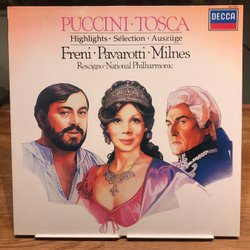 PUCCINI · TOSCA
DECCA
Highlights · Sélection · Auszüge
Freni · Pavarotti · Milnes
Rescigno · National Philharmonic